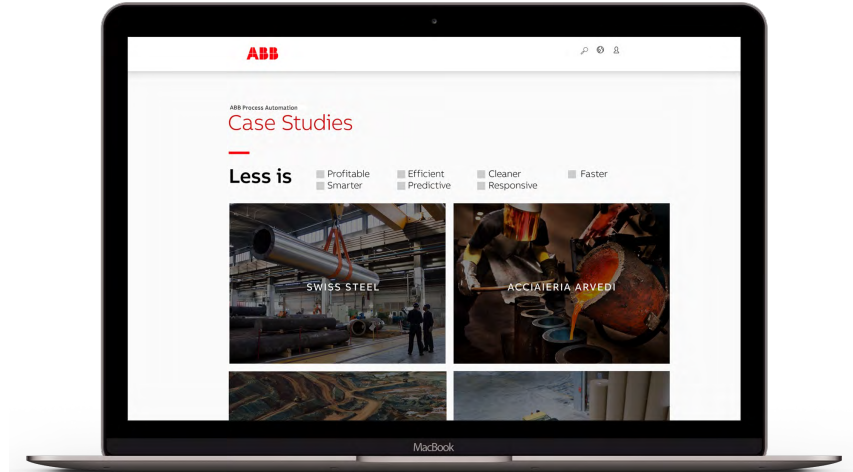 ABB
ABB Process Automation
Case Studies
Less is
Profitable
Efficient
Cleaner
Faster
Smarter
Predictive
Responsive
SWISS STEEL
ACCIAIERIA ARVEDI
MacBook